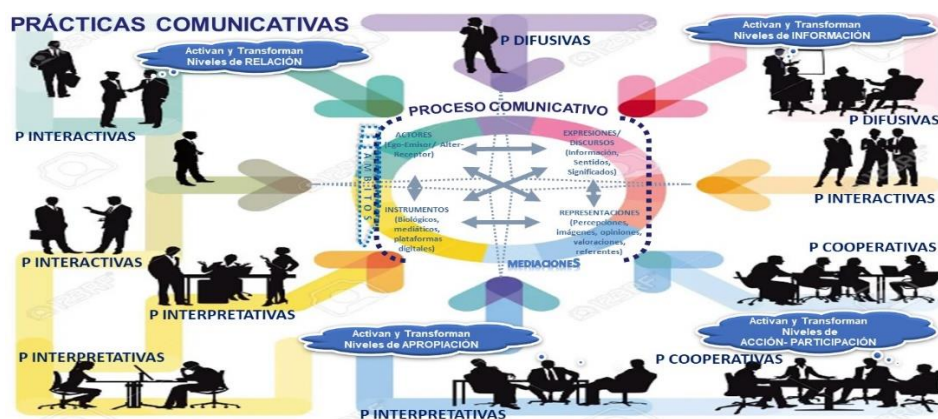 PRÁCTICAS COMUNICATIVAS
Activan y Transforman
Niveles de RELACIÓN
P DIFUSIVAS
Activan y Transforman
Niveles de INFORMACIÓN
P INTERACTIVAS
PROCESO COMUNICATIVO
P DIFUSIVAS
ÁMBITOS
ACTORES
(Ego-Emisor/ Alter-
Receptor)
EXPRESIONES/
DISCURSOS
(Información,
Sentidos,
Significados)
P INTERACTIVAS
INSTRUMENTOS
(Biológicos,
mediáticos,
plataformas
digitales)
REPRESENTACIONES
(Percepciones,
imágenes, opiniones,
valoraciones,
referentes)
P INTERACTIVAS
P COOPERATIVAS
MEDIACIONES
P INTERPRETATIVAS
Activan y Transforman
Niveles de APROPIACIÓN
Activan y Transforman
Niveles de
ACCIÓN- PARTICIPACIÓN
P INTERPRETATIVAS
P COOPERATIVAS
P INTERPRETATIVAS